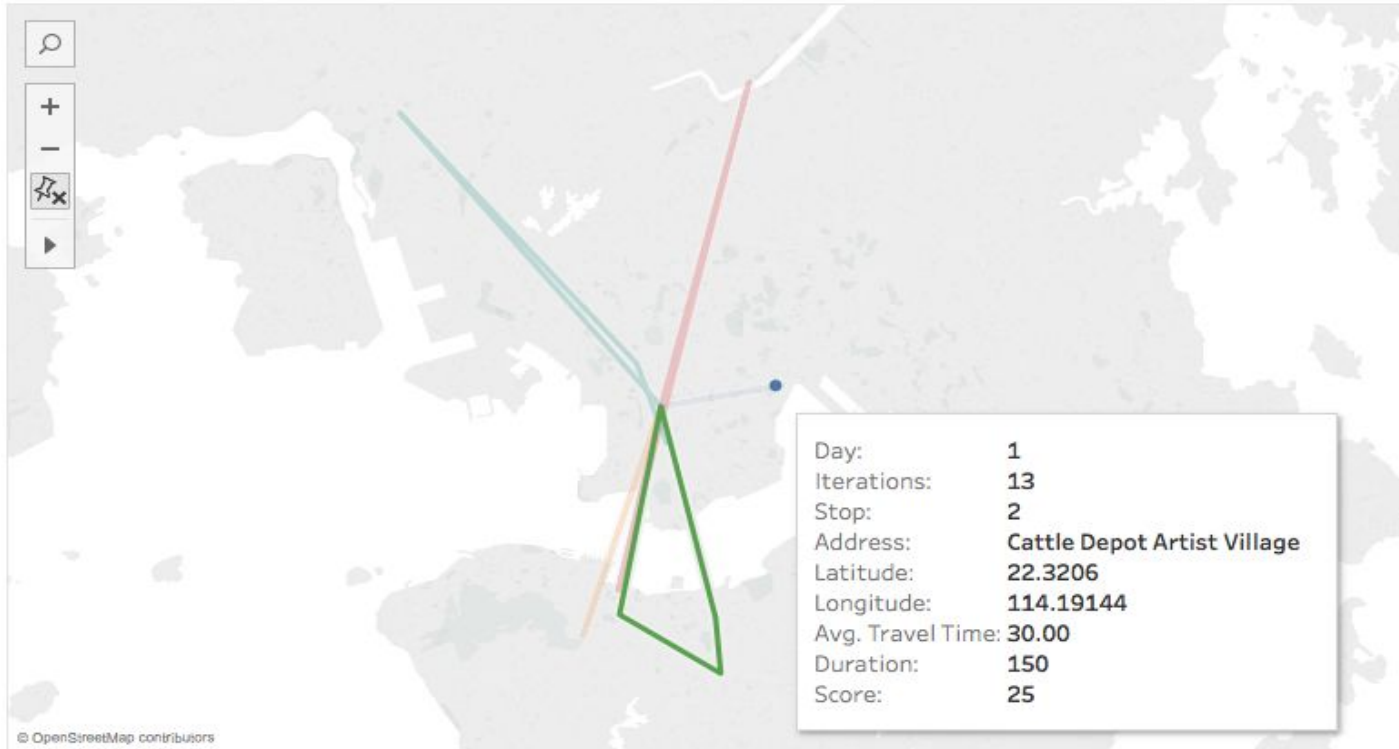 Day: 1
Iterations: 13
Stop: 2
Address: Cattle Depot Artist Village
Latitude: 22.3206
Longitude: 114.19144
Avg. Travel Time: 30.00
Duration: 150
Score: 25
© OpenStreetMap contributors